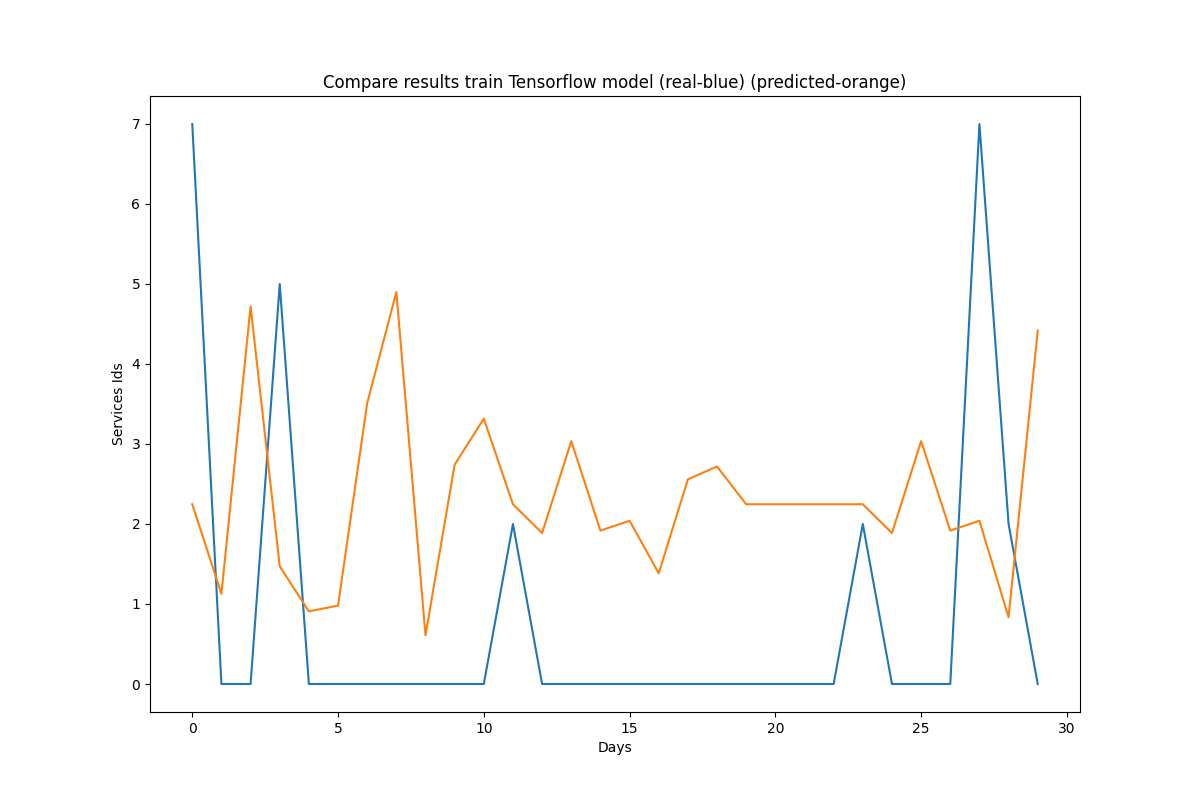 Compare results train Tensorflow model (real-blue) (predicted-orange)
7
6
5
4
3
2
1
0
Services Ids
0 5 10 15 20 25 30
Days